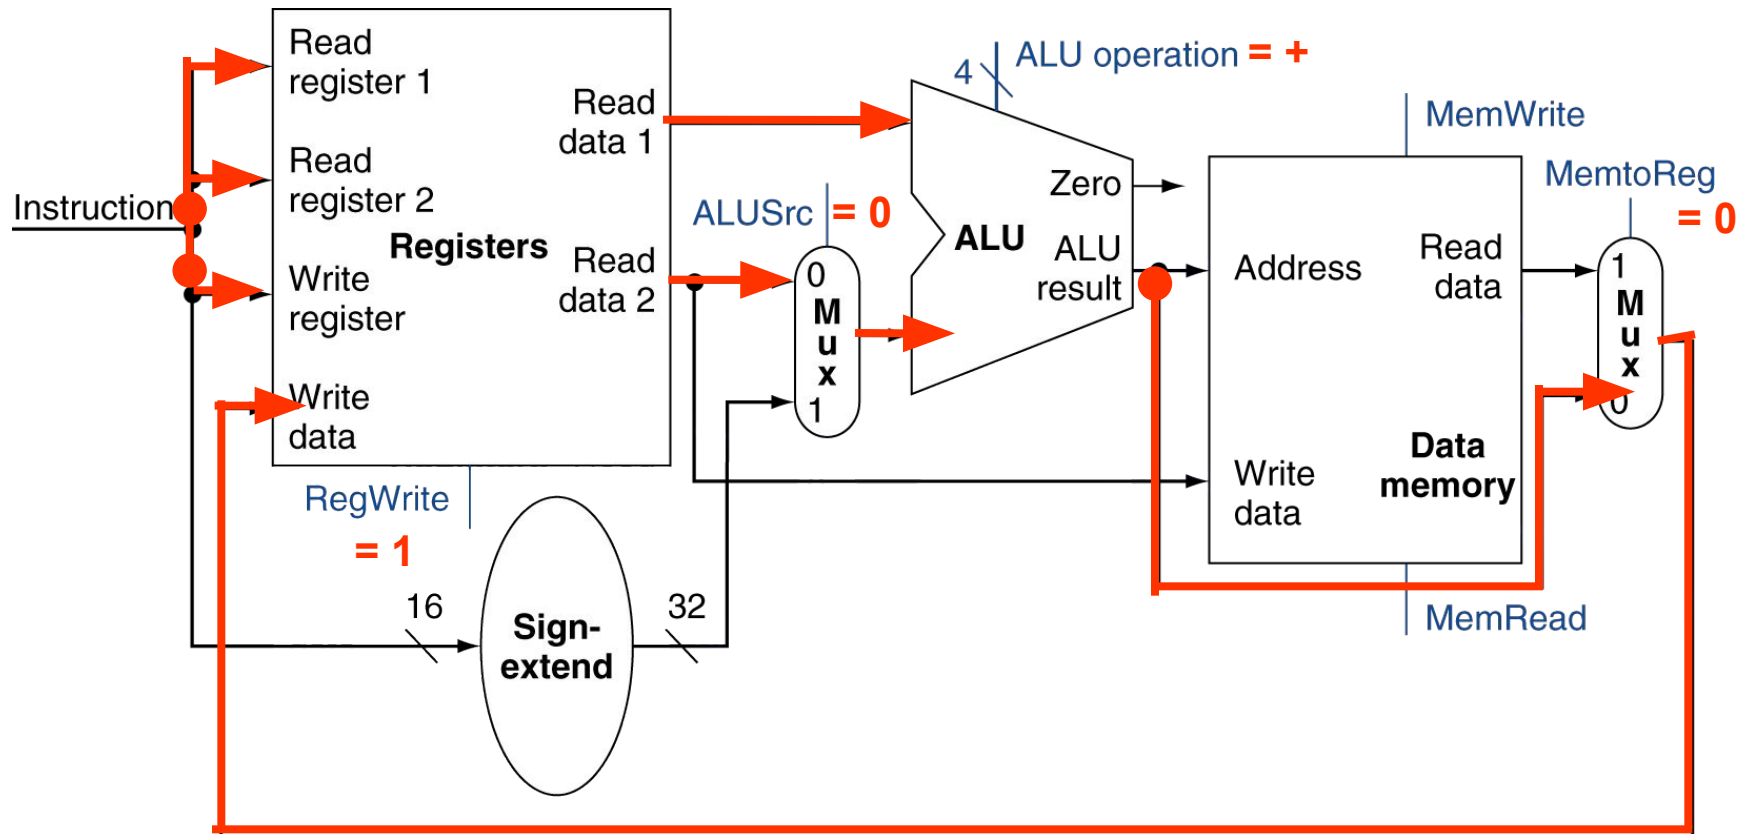 Instruction
Read
register 1
Read
register 2
Write
register
Write
data
Registers
Read
data 1
Read
data 2
RegWrite
= 1
16
Sign-
extend
32
ALUSrc = 0
0
M
u
x
1
4
ALU operation = +
Zero
ALU
ALU
result
MemWrite
Address
Read
data
Write
data
Data
memory
MemRead
MemtoReg
= 0
1
M
u
x
0